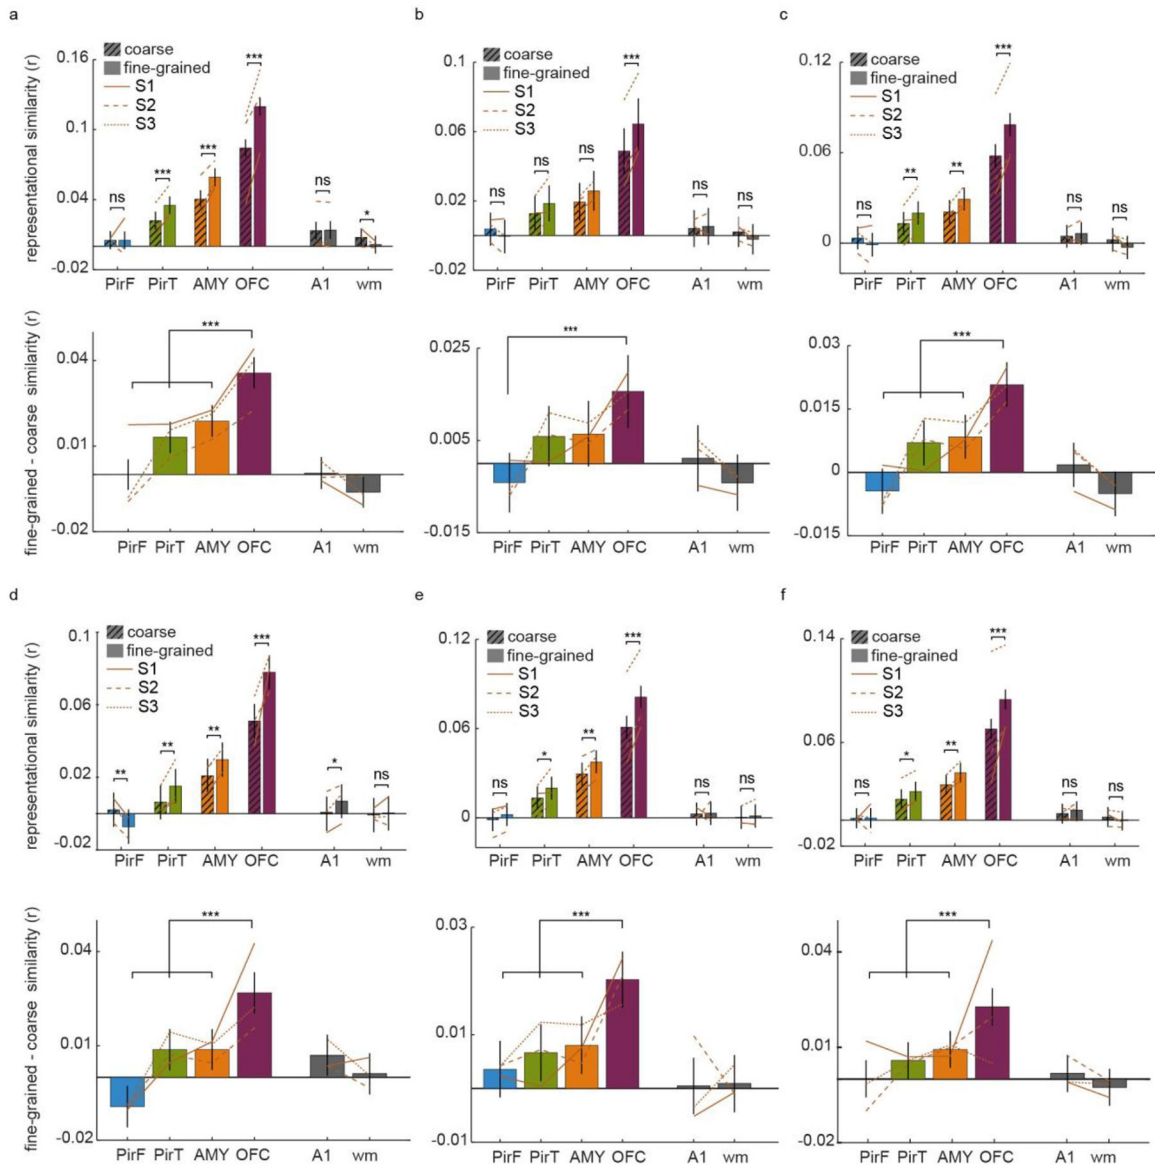 a
representational similarity (r)
0.16
0.1
0.04
-0.02
coarse
fine-grained
S1
S2
S3
ns
***
***
***
ns
*
PirF PirT AMY OFC A1 wm
fine-grained - coarse similarity (r)
0.04
0.01
-0.02
***
PirF PirT AMY OFC A1 wm
b
0.1
0.06
0.02
-0.02
coarse
fine-grained
S1
S2
S3
ns
ns
ns
***
ns
ns
PirF PirT AMY OFC A1 wm
0.025
0.005
-0.015
***
PirF PirT AMY OFC A1 wm
c
0.12
0.06
0
coarse
fine-grained
S1
S2
S3
ns
**
**
***
ns
ns
PirF PirT AMY OFC A1 wm
0.03
0.015
0
-0.015
***
PirF PirT AMY OFC A1 wm
d
representational similarity (r)
0.1
0.06
0.02
-0.02
coarse
fine-grained
S1
S2
S3
**
**
**
***
*
ns
PirF PirT AMY OFC A1 wm
fine-grained - coarse similarity (r)
0.04
0.01
-0.02
***
PirF PirT AMY OFC A1 wm
e
0.12
0.06
0
coarse
fine-grained
S1
S2
S3
ns
*
**
***
ns
ns
PirF PirT AMY OFC A1 wm
0.03
0.01
-0.01
***
PirF PirT AMY OFC A1 wm
f
0.14
0.06
-0.02
coarse
fine-grained
S1
S2
S3
ns
*
**
***
ns
ns
PirF PirT AMY OFC A1 wm
0.04
0.01
-0.02
***
PirF PirT AMY OFC A1 wm